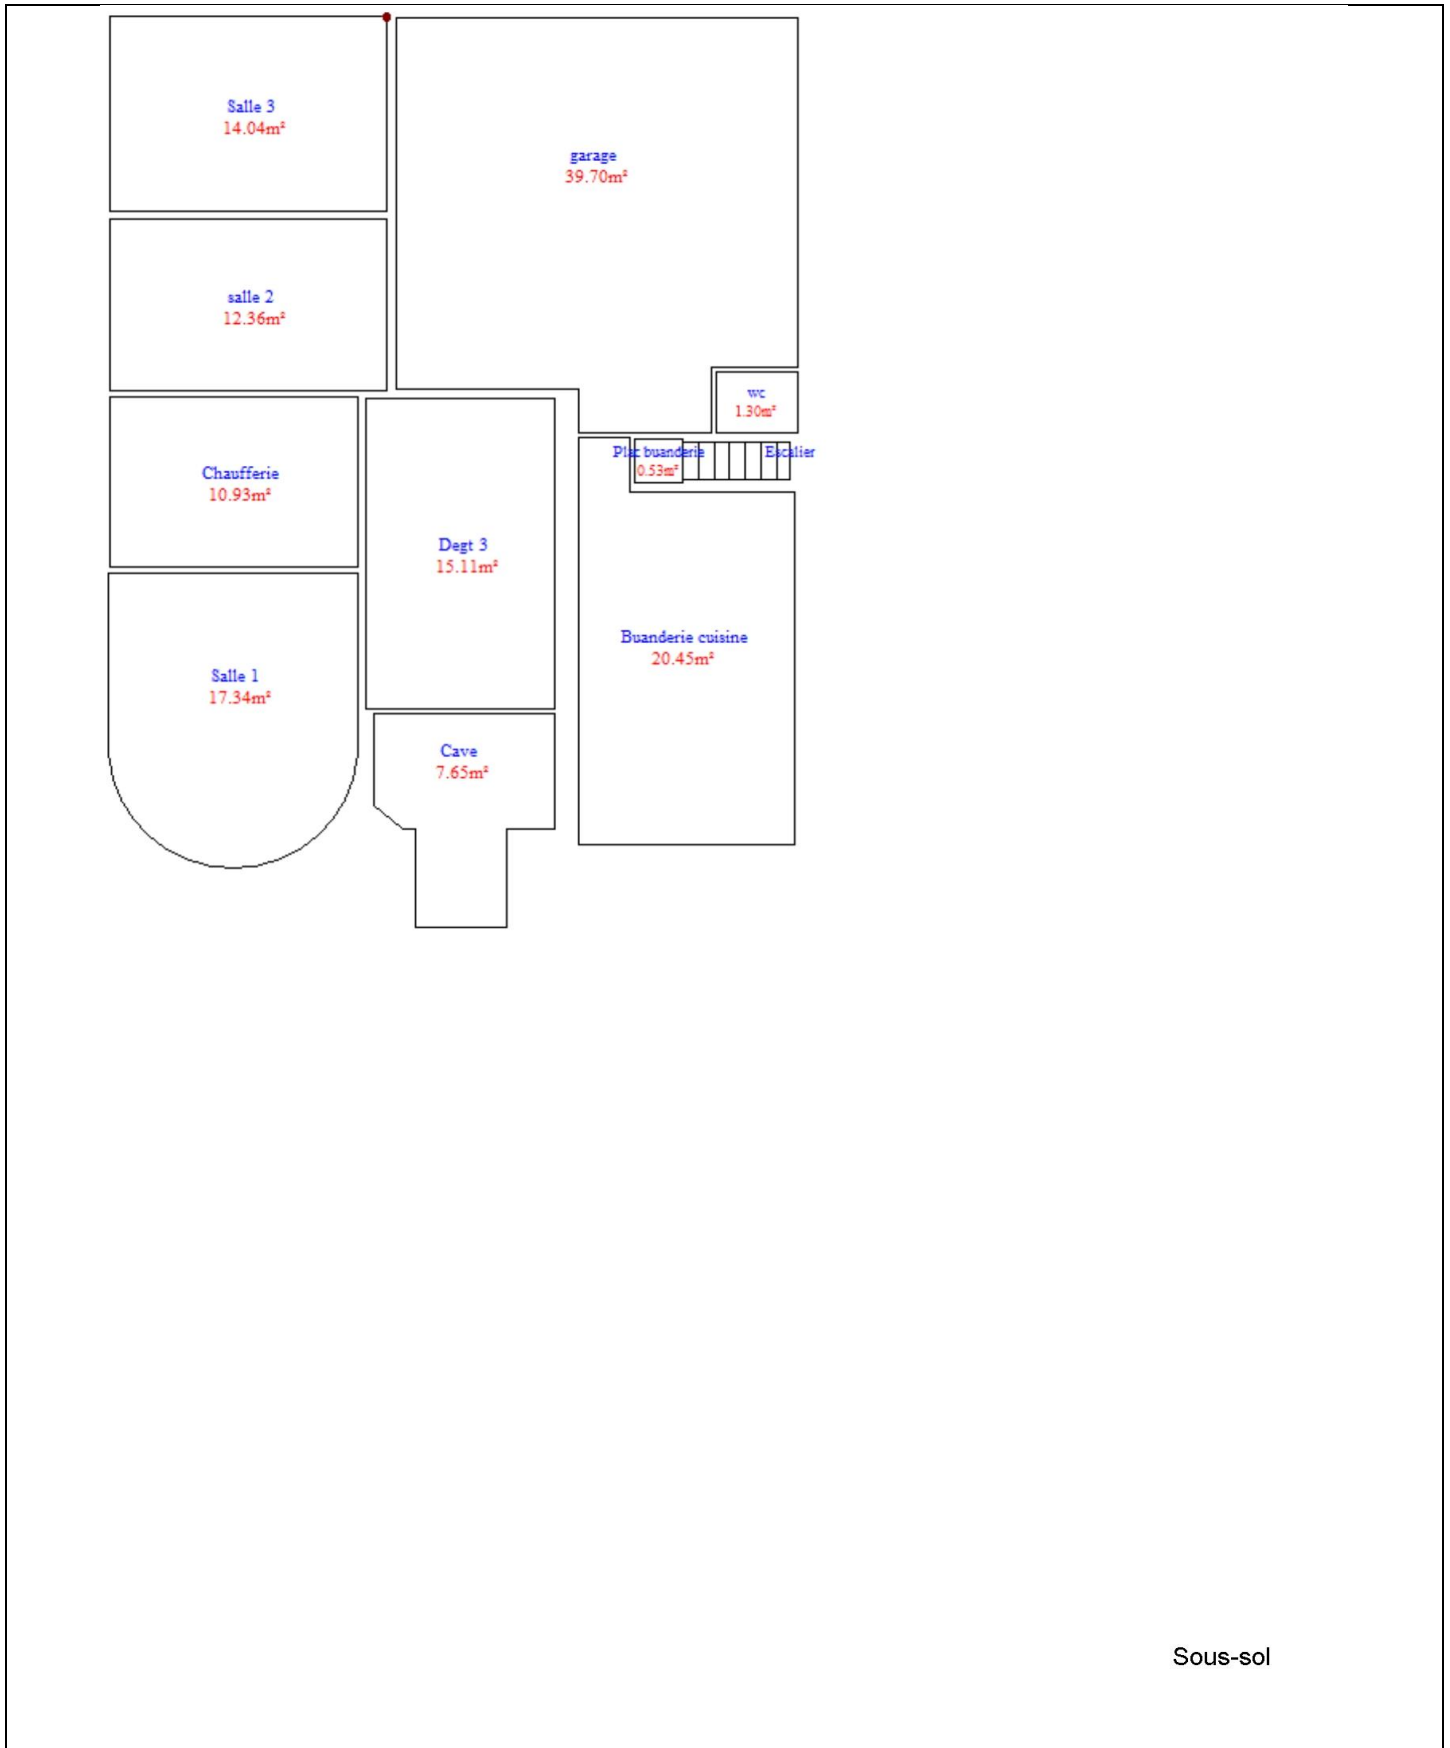 Salle 3
14.04m²
garage
39.70m²
salle 2
12.36m²
wc
1.30m²
Plac buanderie
0.53m²
Escalier
Chaufferie
10.93m²
Degt 3
15.11m²
Buanderie cuisine
20.45m²
Salle 1
17.34m²
Cave
7.65m²
Sous-sol